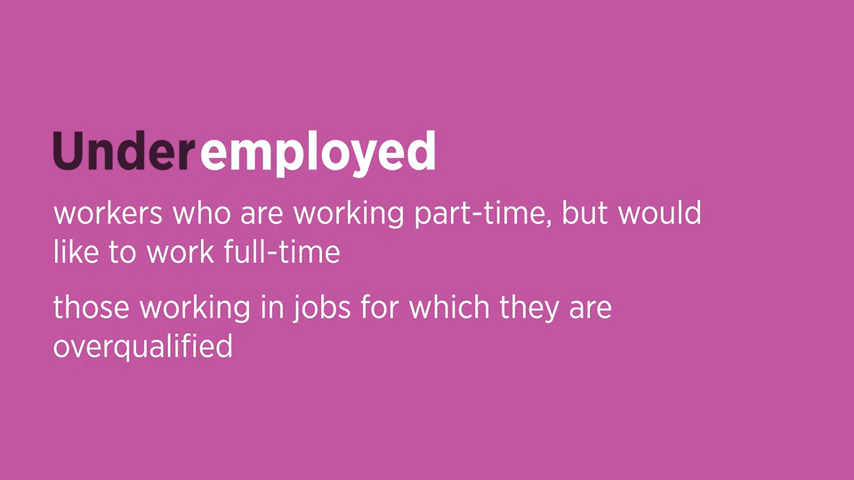 Underemployed
workers who are working part-time, but would
like to work full-time
those working in jobs for which they are
overqualified